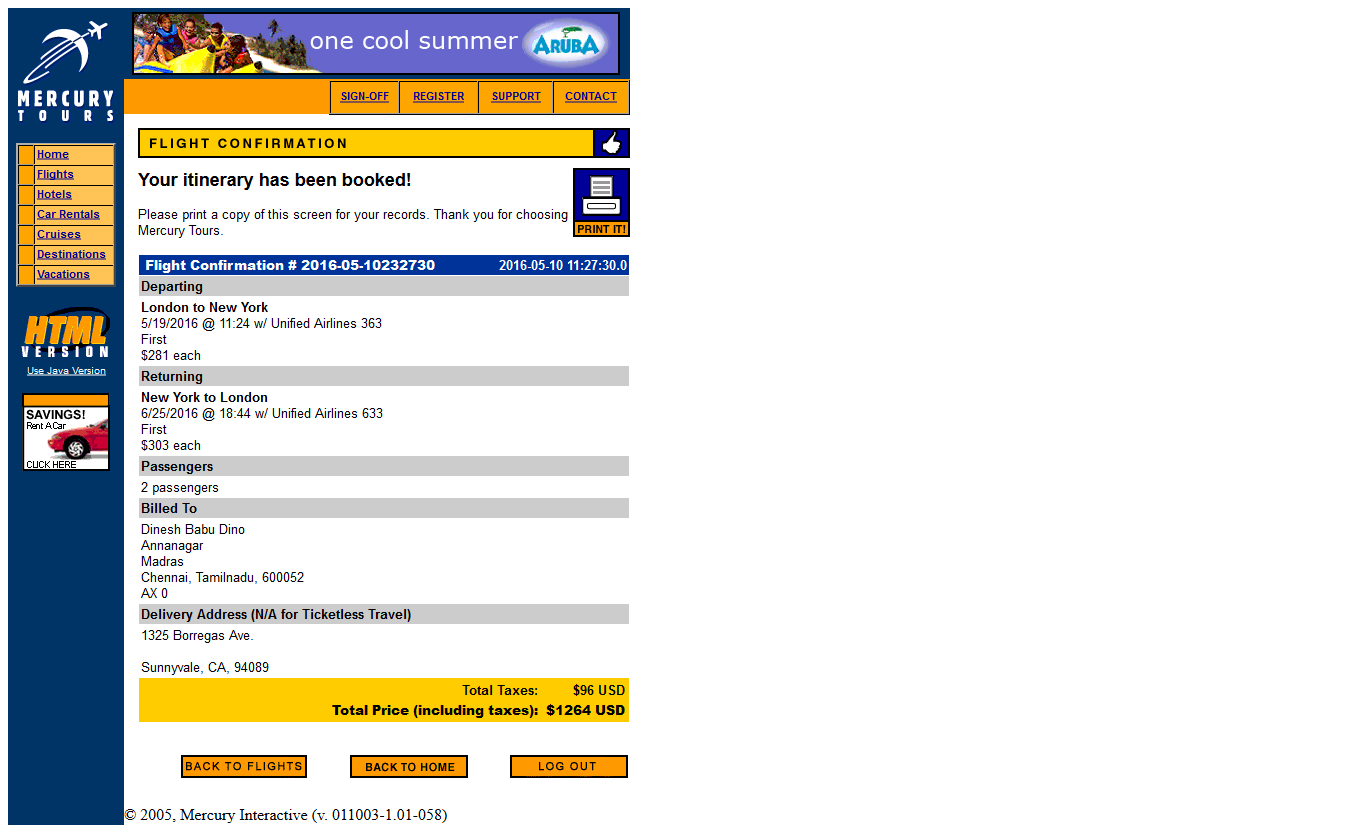 MERCURY
TOURS
one cool summer
ARUBA
SIGN-OFF
REGISTER
SUPPORT
CONTACT
Home
Flights
Hotels
Car Rentals
Cruises
Destinations
Vacations
HTML
VERSION
Use Java Version
SAVINGS!
Rent A Car
CLICK HERE
FLIGHT CONFIRMATION
Your itinerary has been booked!
Please print a copy of this screen for your records. Thank you for choosing
Mercury Tours.
PRINT IT!
Flight Confirmation # 2016-05-10232730 2016-05-10 11:27:30.0
Departing
London to New York
5/19/2016 @ 11:24 w/ Unified Airlines 363
First
$281 each
Returning
New York to London
6/25/2016 @ 18:44 w/ Unified Airlines 633
First
$303 each
Passengers
2 passengers
Billed To
Dinesh Babu Dino
Annanagar
Madras
Chennai, Tamilnadu, 600052
AX 0
Delivery Address (N/A for Ticketless Travel)
1325 Borregas Ave.
Sunnyvale, CA, 94089
Total Taxes: $96 USD
Total Price (including taxes): $1264 USD
BACK TO FLIGHTS
BACK TO HOME
LOG OUT
© 2005, Mercury Interactive (v. 011003-1.01-058)